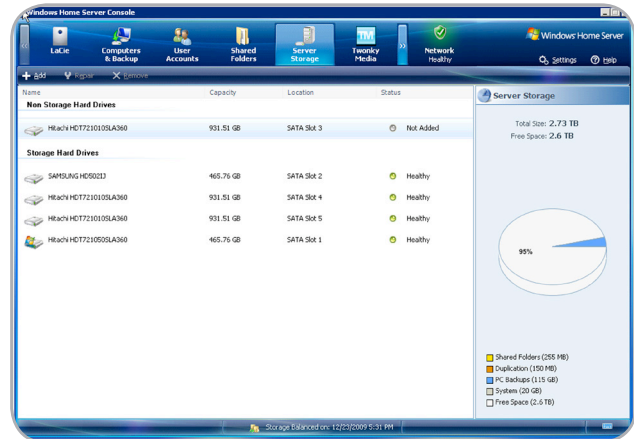 Windows Home Server Console
LaCie
Computers & Backup
User Accounts
Shared Folders
Server Storage
TM
Twonky Media
Network
Healthy
Windows Home Server
Settings
Help
Add
Repair
Remove
Name Capacity Location Status
Non Storage Hard Drives
Hitachi HDT721010SLA360 931.51 GB SATA Slot 3 Not Added
Storage Hard Drives
SAMSUNG HD502IJ 465.76 GB SATA Slot 2 Healthy
Hitachi HDT721010SLA360 931.51 GB SATA Slot 4 Healthy
Hitachi HDT721010SLA360 931.51 GB SATA Slot 5 Healthy
Hitachi HDT721050SLA360 465.76 GB SATA Slot 1 Healthy
Server Storage
Total Size: 2.73 TB
Free Space: 2.6 TB
95%
Shared Folders (255 MB)
Duplication (150 MB)
PC Backups (115 GB)
System (20 GB)
Free Space (2.6 TB)
Storage Balanced on: 12/23/2009 5:31 PM